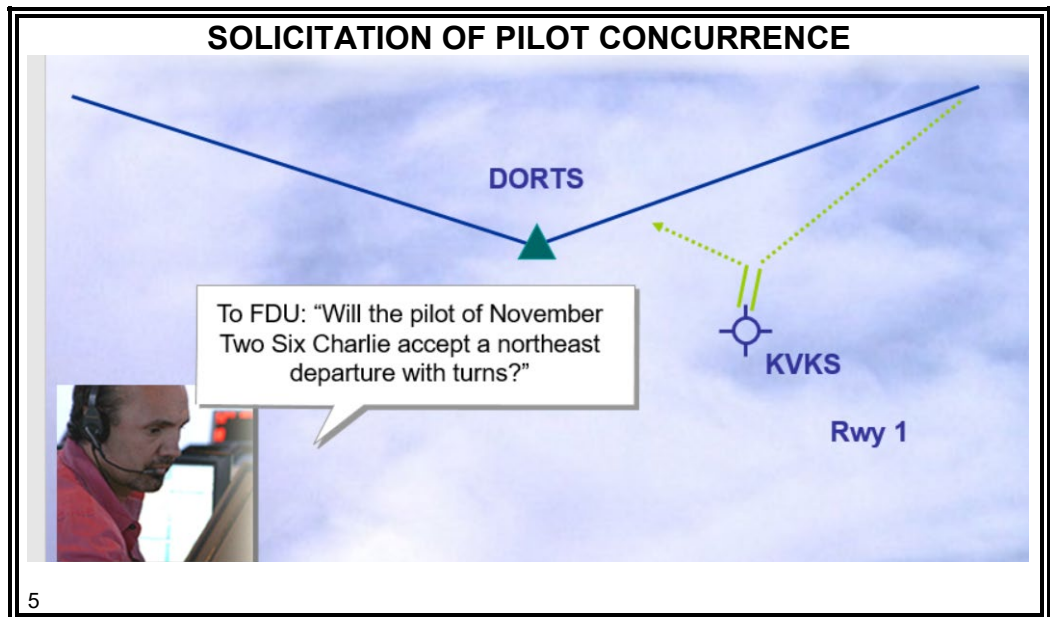 SOLICITATION OF PILOT CONCURRENCE
DORTS
To FDU: “Will the pilot of November
Two Six Charlie accept a northeast
departure with turns?”
KVKS
Rwy 1
5